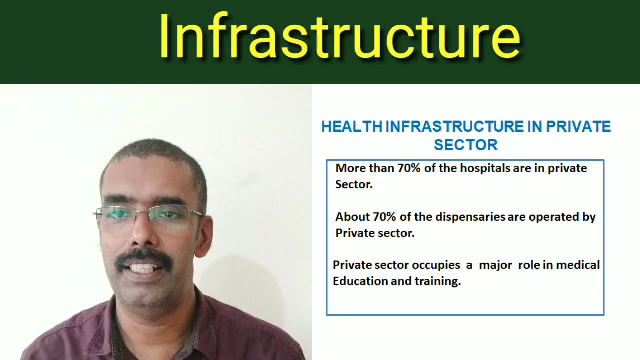 Infrastructure
HEALTH INFRASTRUCTURE IN PRIVATE
SECTOR
More than 70% of the hospitals are in private
Sector.
About 70% of the dispensaries are operated by
Private sector.
Private sector occupies a major role in medical
Education and training.